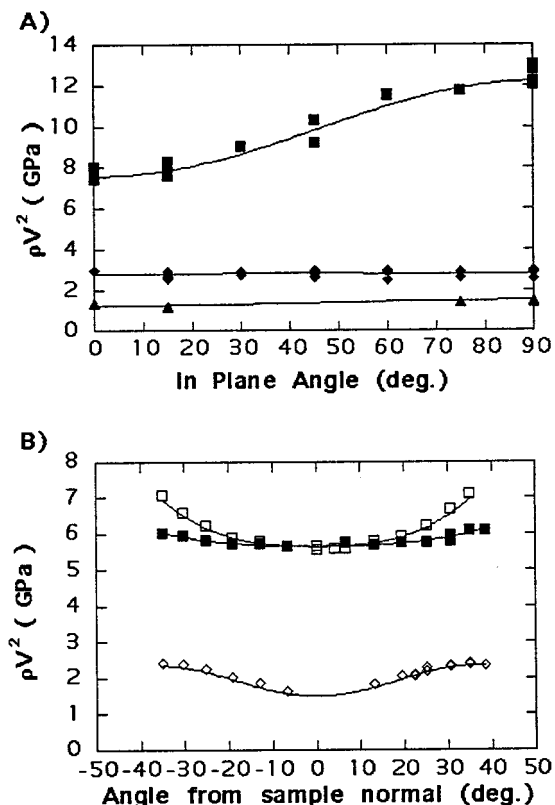 A)
14
12
10
8
6
4
2
0
ρV² ( GPa)
0 10 20 30 40 50 60 70 80 90
In Plane Angle (deg.)
B)
8
7
6
5
4
3
2
1
0
ρV² ( GPa)
-50 -40 -30 -20 -10 0 10 20 30 40 50
Angle from sample normal (deg.)